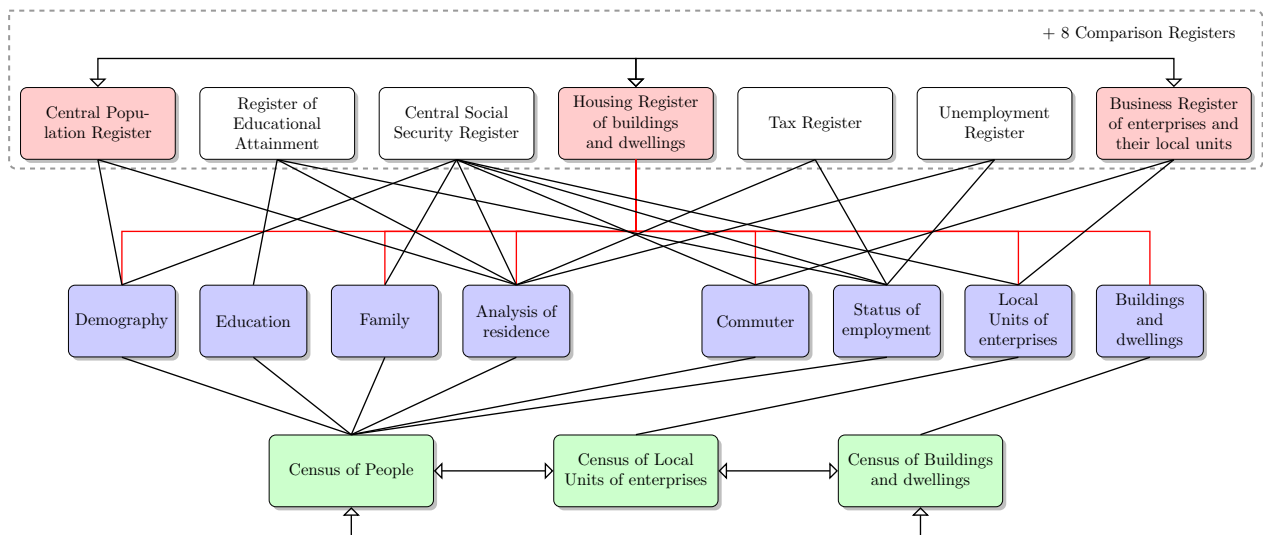 + 8 Comparison Registers
Central Popu-
lation Register
Register of
Educational
Attainment
Central Social
Security Register
Housing Register
of buildings
and dwellings
Tax Register
Unemployment
Register
Business Register
of enterprises and
their local units
Demography
Education
Family
Analysis of
residence
Commuter
Status of
employment
Local
Units of
enterprises
Buildings
and
dwellings
Census of People
Census of Local
Units of enterprises
Census of Buildings
and dwellings